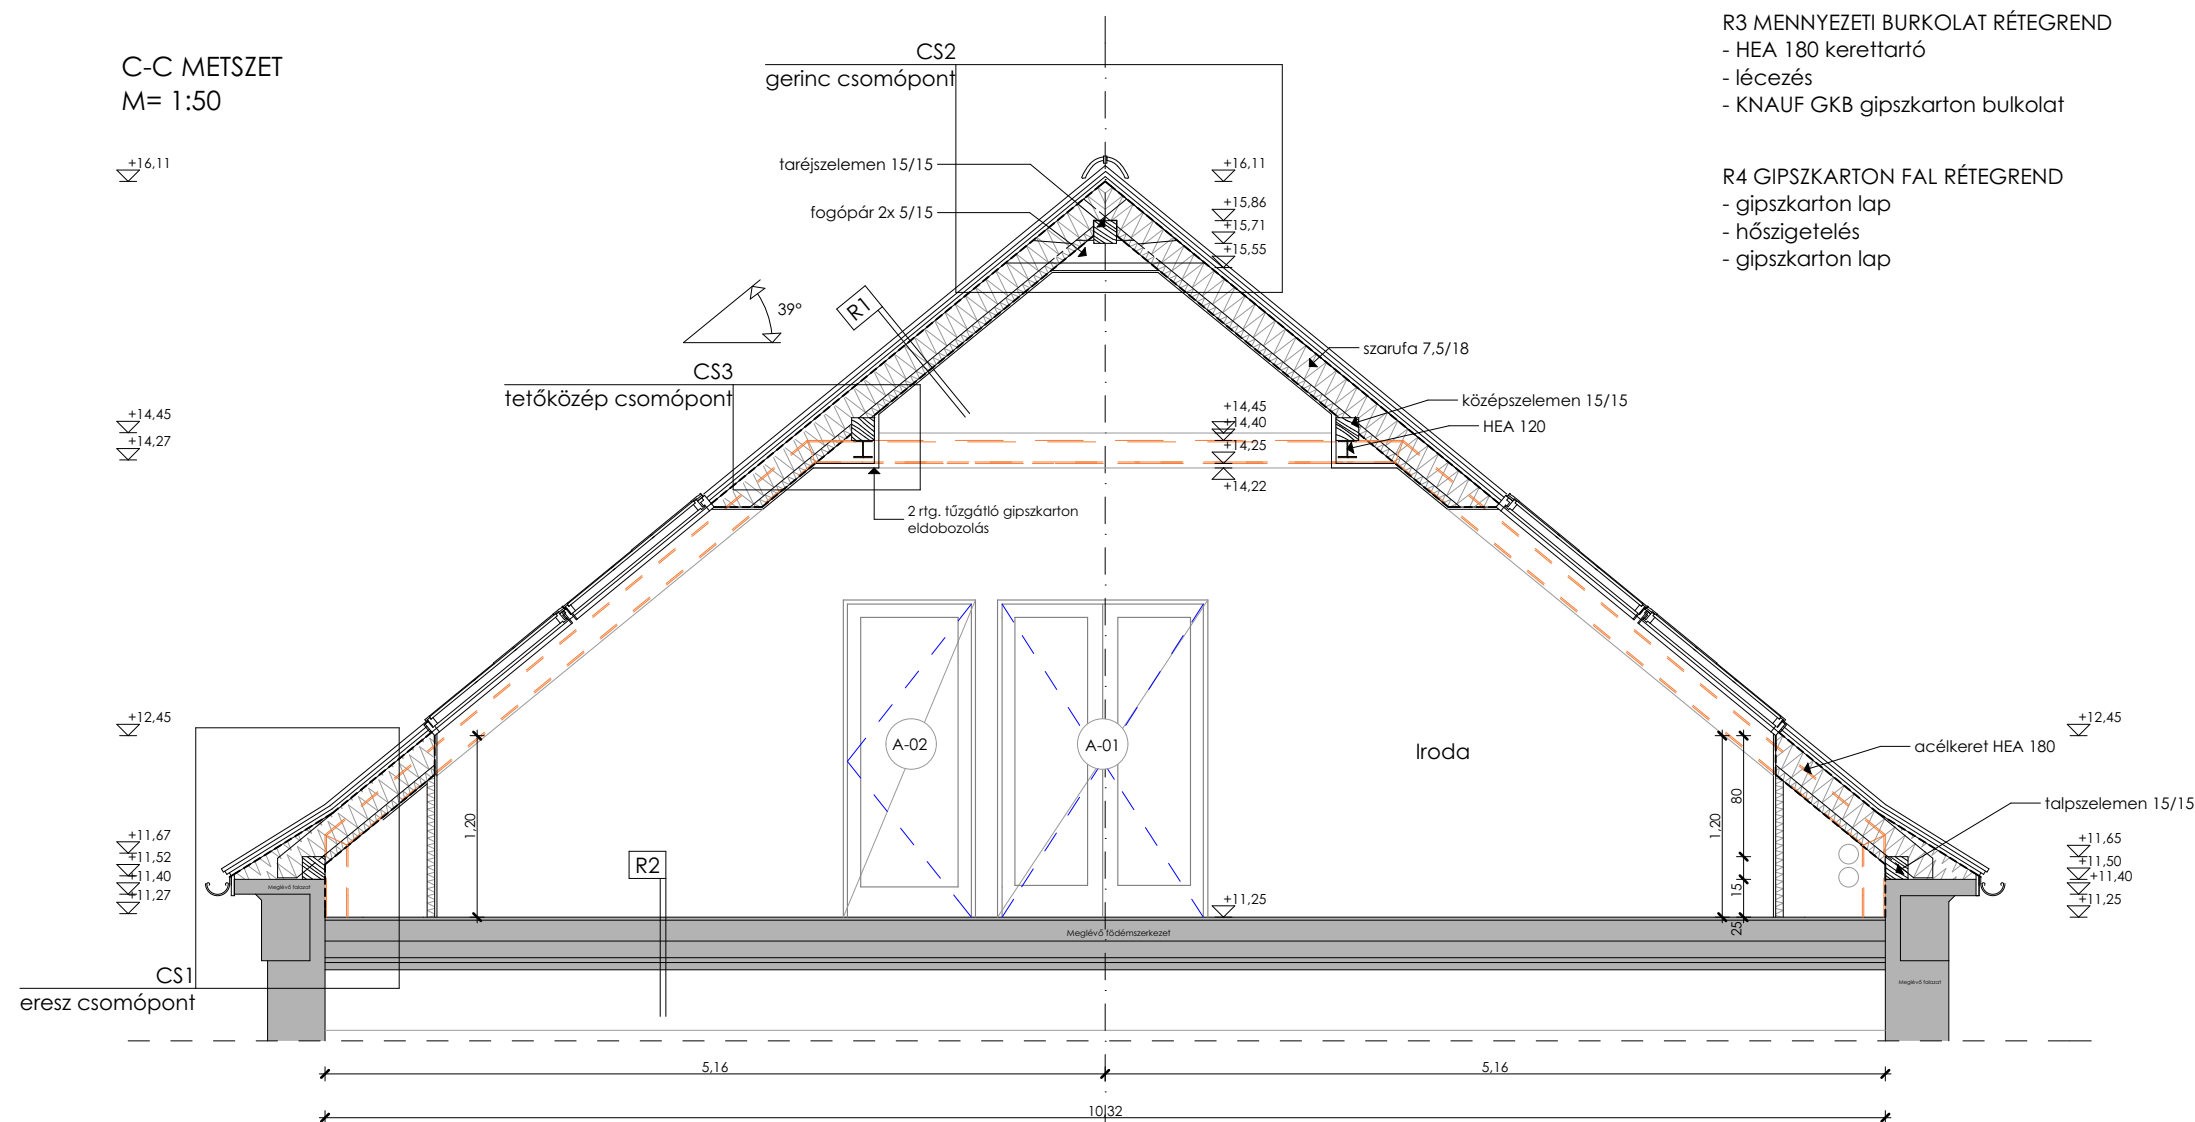 C-C METSZET
M= 1:50
CS2
gerinc csomópont
R3 MENNYEZETI BURKOLAT RÉTEGREND
- HEA 180 kerettartó
- lécezés
- KNAUF GKB gipszkarton bulkolat
R4 GIPSZKARTON FAL RÉTEGREND
- gipszkarton lap
- hőszigetelés
- gipszkarton lap
+16,11
taréjszelemen 15/15
+16,11
fogópár 2x 5/15
+15,86
+15,71
+15,55
39°
R1
szarufa 7,5/18
CS3
tetőközép csomópont
középszelemen 15/15
HEA 120
+14,45
+14,27
+14,45
+14,40
+14,25
+14,22
2 rtg. tűzgátló gipszkarton
eldobozolás
+12,45
A-02
A-01
Iroda
+12,45
acélkeret HEA 180
talpszelemen 15/15
1,20
1,20
80
15
25
+11,67
+11,52
+11,40
+11,27
R2
+11,65
+11,50
+11,40
+11,25
Meglévő falazat
+11,25
Meglévő födémszerkezet
Meglévő falazat
CS1
eresz csomópont
5,16
5,16
10,32